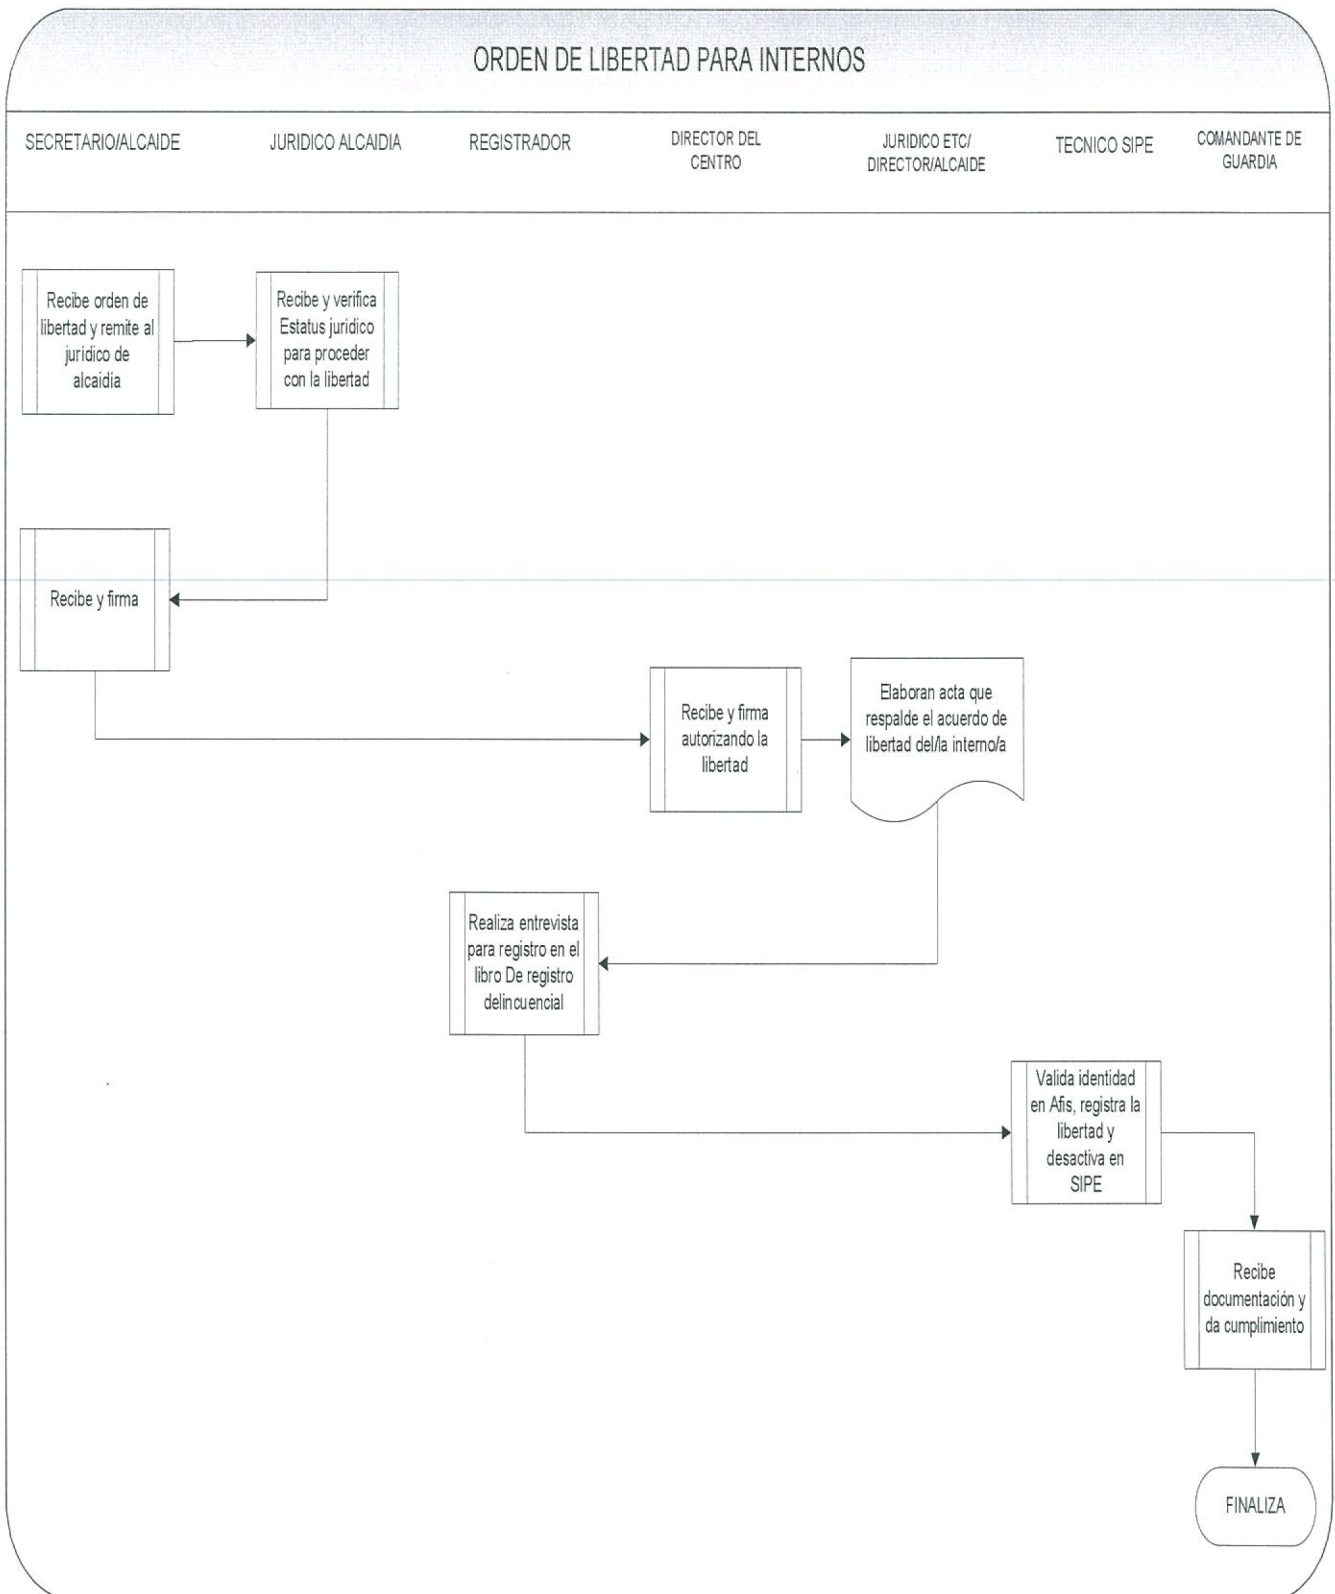 ORDEN DE LIBERTAD PARA INTERNOS
SECRETARIO/ALCAIDE
JURIDICO ALCAIDIA
REGISTRADOR
DIRECTOR DEL
CENTRO
JURIDICO ETC/
DIRECTOR/ALCAIDE
TECNICO SIPE
COMANDANTE DE
GUARDIA
Recibe orden de
libertad y remite al
jurídico de
alcaidía
Recibe y verifica
Estatus jurídico
para proceder
con la libertad
Recibe y firma
Recibe y firma
autorizando la
libertad
Elaboran acta que
respalde el acuerdo de
libertad del/la interno/a
Realiza entrevista
para registro en el
libro De registro
delincuencial
Valida identidad
en Afis, registra la
libertad y
desactiva en
SIPE
Recibe
documentación y
da cumplimiento
FINALIZA